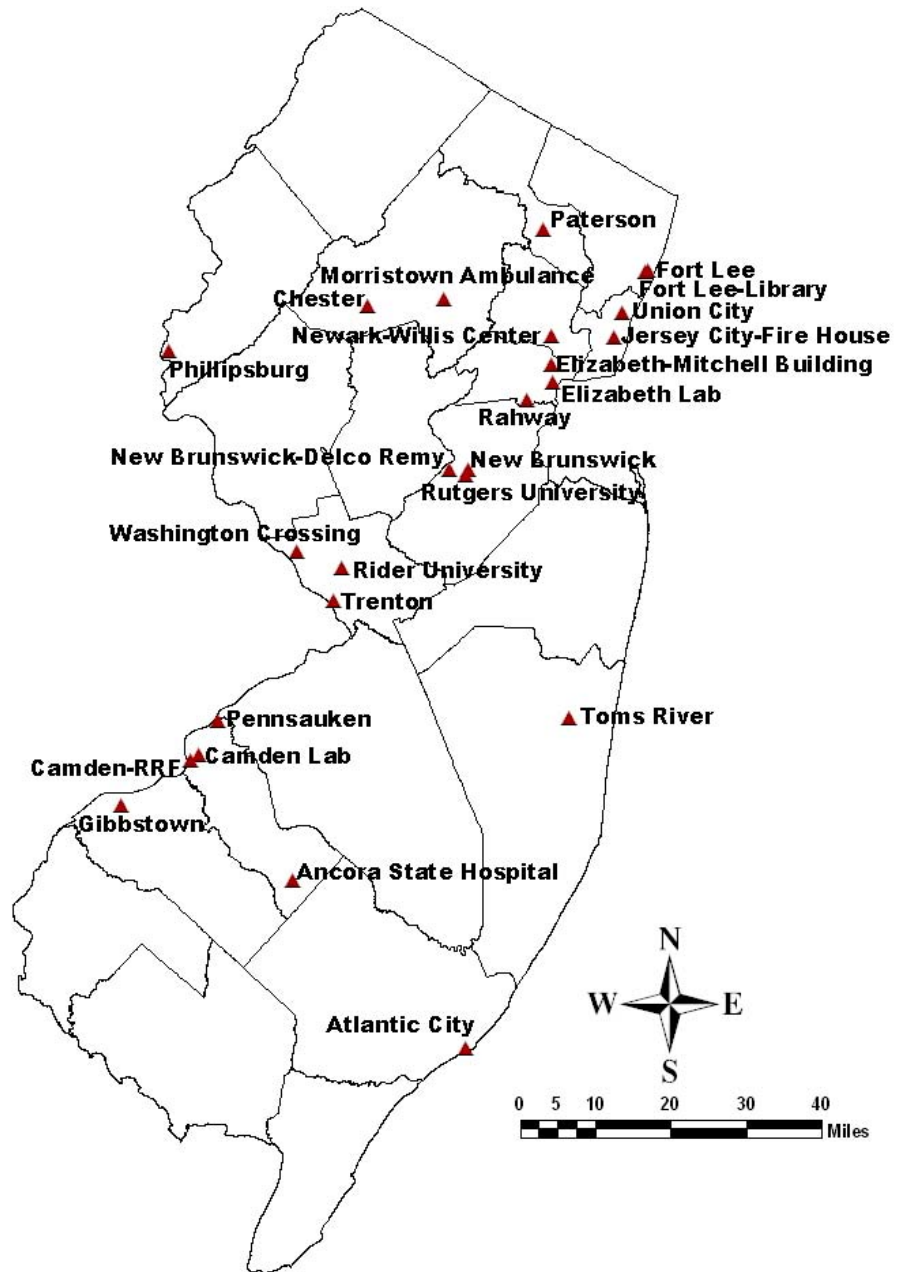 Paterson
Fort Lee
Morristown Ambulance
Fort Lee-Library
Chester
Union City
Newark-Willis Center
Jersey City-Fire House
Phillipsburg
Elizabeth-Mitchell Building
Elizabeth Lab
Rahway
New Brunswick-Delco Remy
New Brunswick
Rutgers University
Washington Crossing
Rider University
Trenton
Pennsauken
Toms River
Camden Lab
Camden-RRF
Gibbstown
Ancora State Hospital
N
W E
S
Atlantic City
0 5 10 20 30 40
Miles